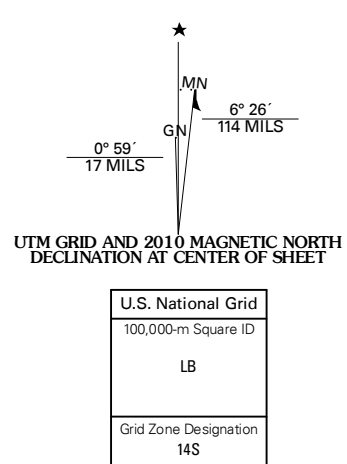 ★
MN
GN
6° 26´
114 MILS
0° 59´
17 MILS
UTM GRID AND 2010 MAGNETIC NORTH
DECLINATION AT CENTER OF SHEET
U.S. National Grid
100,000-m Square ID
LB
Grid Zone Designation
14S